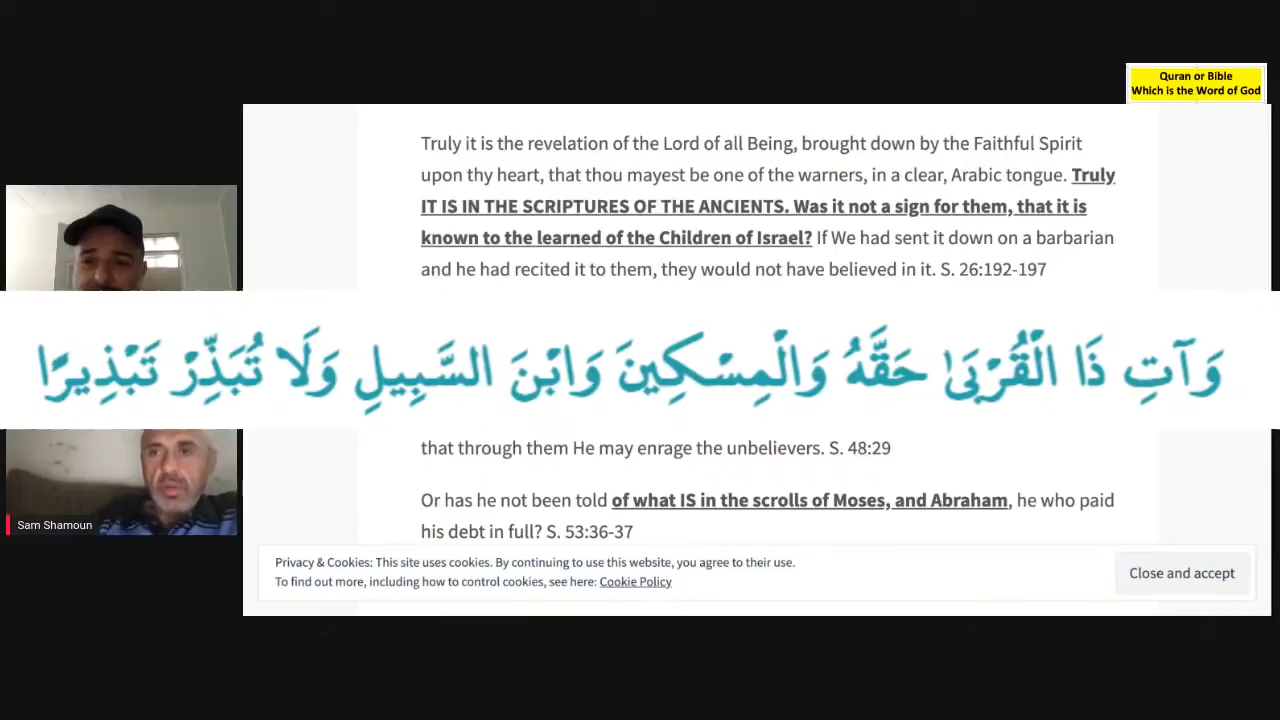 Quran or Bible
Which is the Word of God
Truly it is the revelation of the Lord of all Being, brought down by the Faithful Spirit
upon thy heart, that thou mayest be one of the warners, in a clear, Arabic tongue. Truly
IT IS IN THE SCRIPTURES OF THE ANCIENTS. Was it not a sign for them, that it is
known to the learned of the Children of Israel? If We had sent it down on a barbarian
and he had recited it to them, they would not have believed in it. S. 26:192-197
وَآتِ ذَا الْقُرْبَىٰ حَقَّهُ وَالْمِسْكِينَ وَابْنَ السَّبِيلِ وَلَا تُبَذِّرْ تَبْذِيرًا
that through them He may enrage the unbelievers. S. 48:29
Or has he not been told of what IS in the scrolls of Moses, and Abraham, he who paid
his debt in full? S. 53:36-37
Sam Shamoun
Privacy & Cookies: This site uses cookies. By continuing to use this website, you agree to their use.
To find out more, including how to control cookies, see here: Cookie Policy
Close and accept